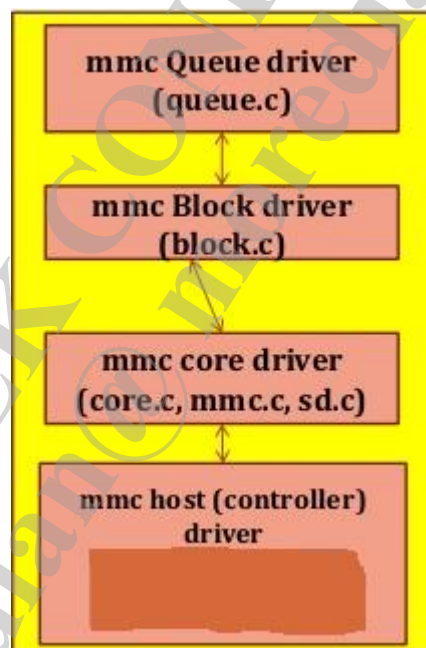 mmc Queue driver
(queue.c)
mmc Block driver
(block.c)
mmc core driver
(core.c, mmc.c, sd.c)
mmc host (controller)
driver